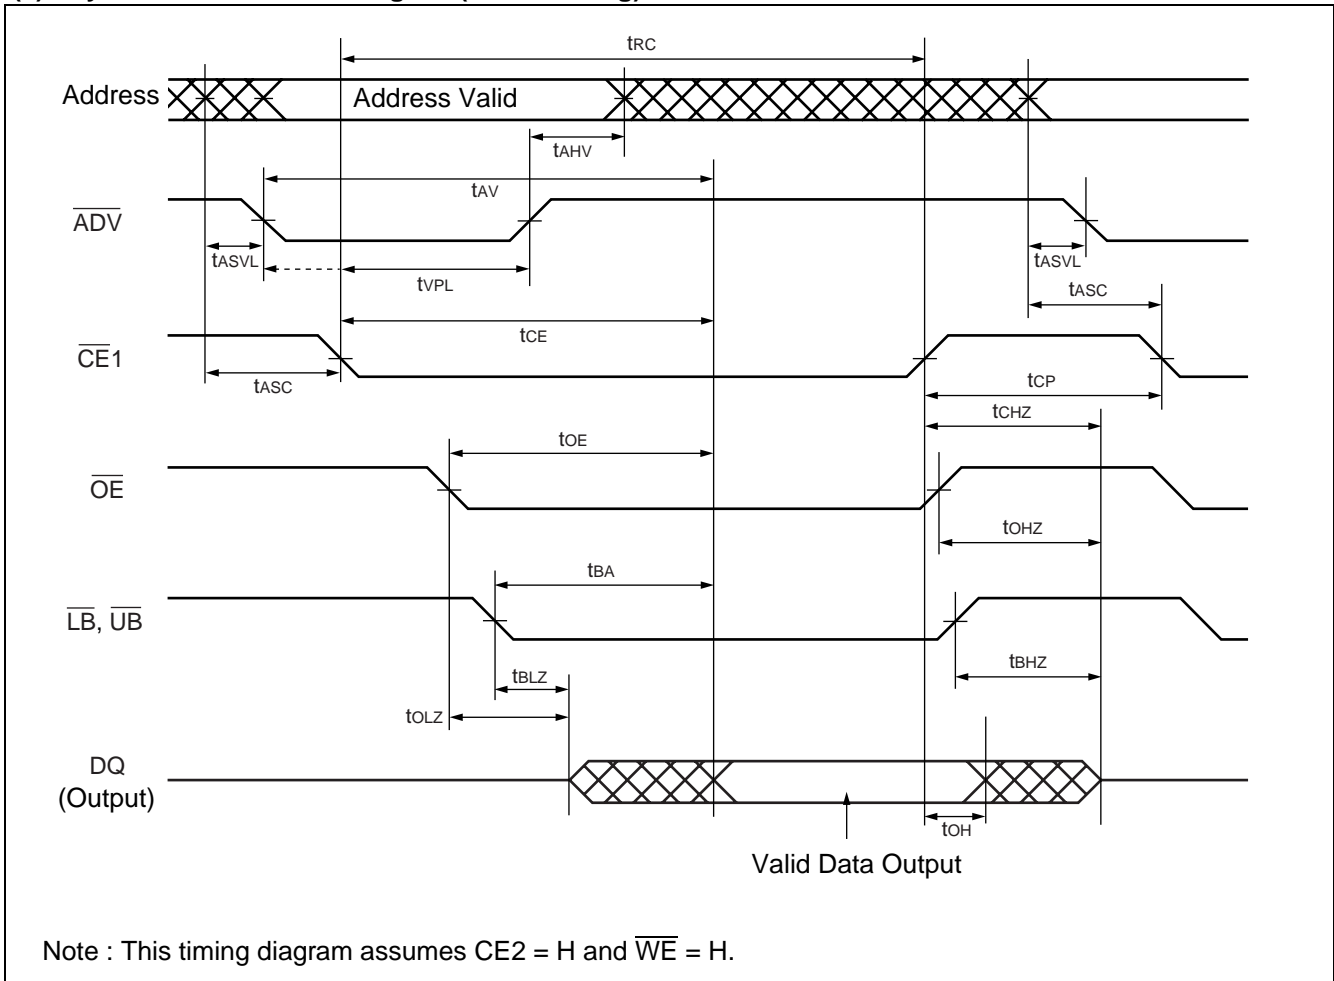 tRC
Address
Address Valid
tAHV
tAV
ADV
tASVL
tVPL
tASVL
tASC
tCE
CE1
tASC
tCP
tCHZ
tOE
OE
tOHZ
tBA
LB, UB
tBLZ
tBHZ
tOLZ
DQ
(Output)
tOH
Valid Data Output
Note : This timing diagram assumes CE2 = H and WE = H.